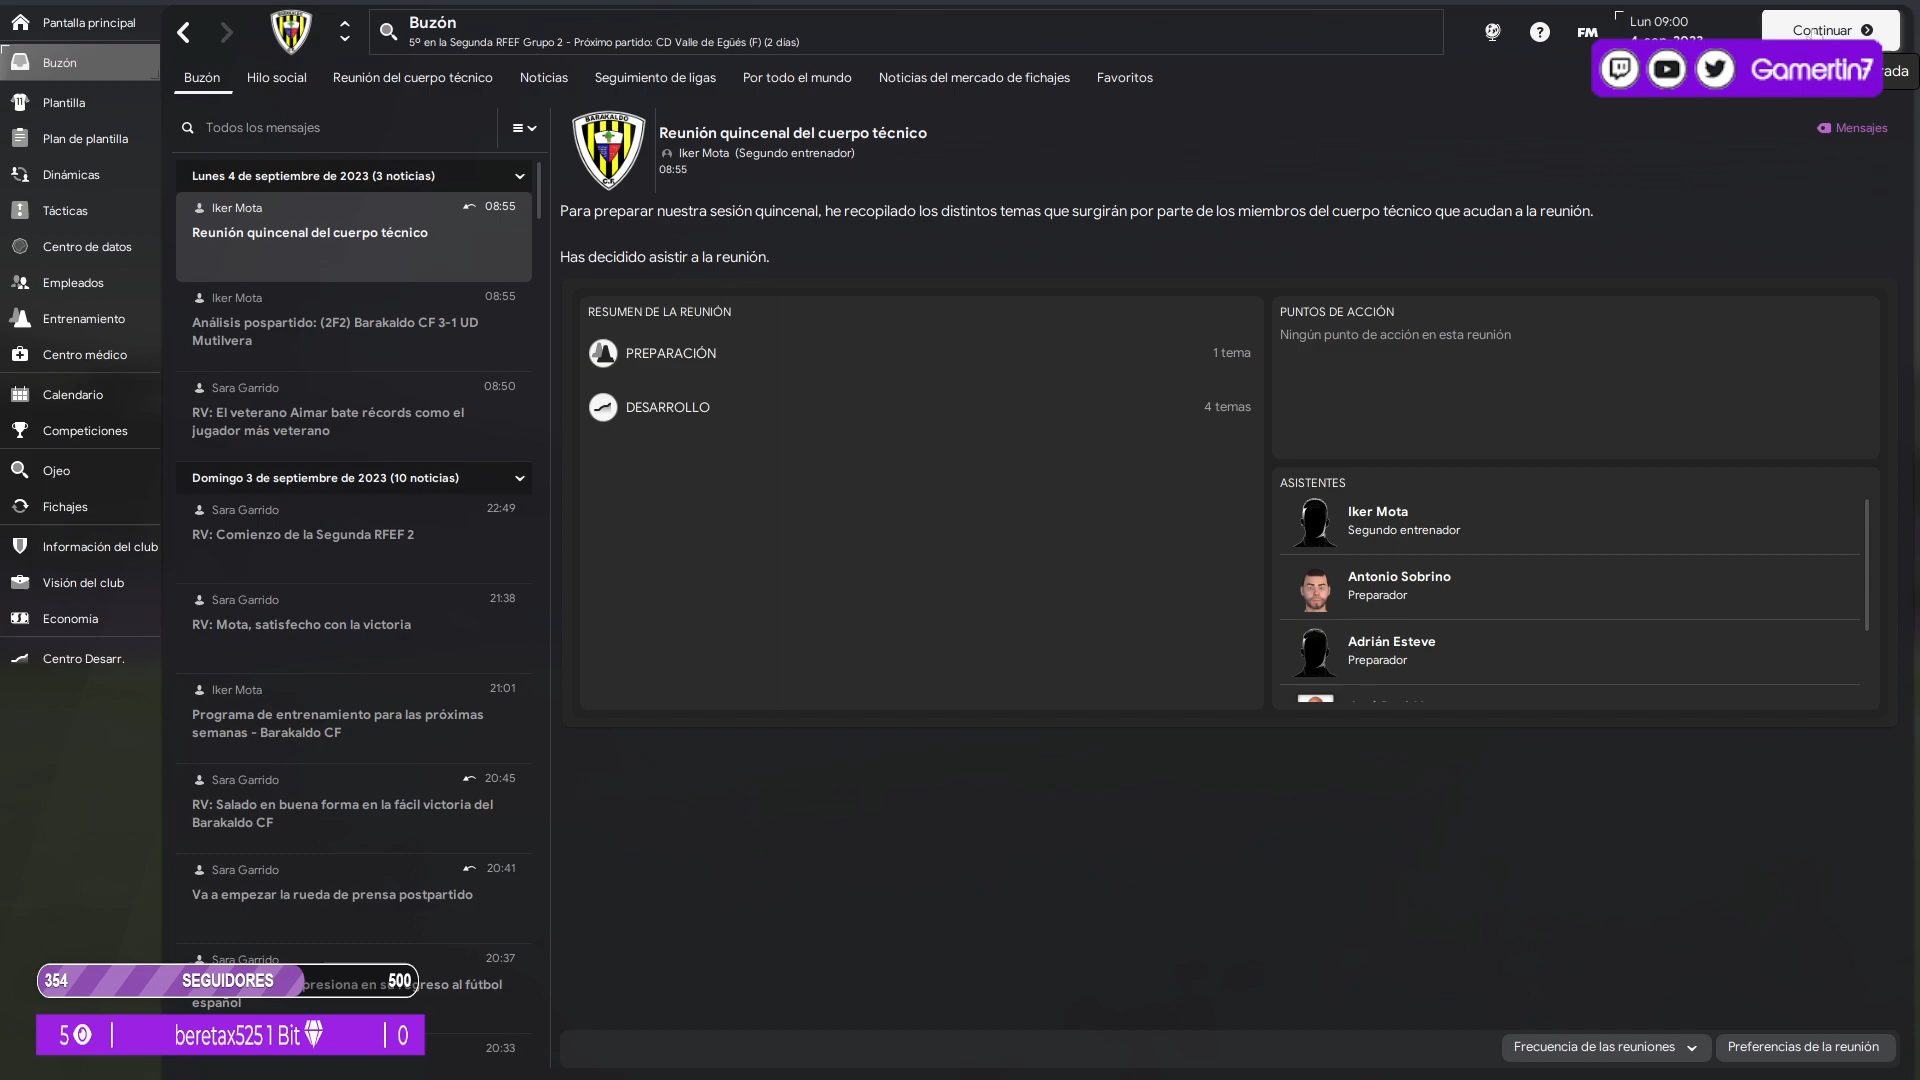 Pantalla principal
Buzón
Plantilla
Plan de plantilla
Dinámicas
Tácticas
Centro de datos
Empleados
Entrenamiento
Centro médico
Calendario
Competiciones
Ojeo
Fichajes
Información del club
Visión del club
Economía
Centro Desarr.
Buzón
5º en la Segunda RFEF Grupo 2 - Próximo partido: CD Valle de Egüés (F) (2 días)
FM
Lun 09:00
Continuar
Gamertin7
Buzón
Hilo social
Reunión del cuerpo técnico
Noticias
Seguimiento de ligas
Por todo el mundo
Noticias del mercado de fichajes
Favoritos
Todos los mensajes
Lunes 4 de septiembre de 2023 (3 noticias)
Iker Mota 08:55
Reunión quincenal del cuerpo técnico
Iker Mota 08:55
Análisis pospartido: (2F2) Barakaldo CF 3-1 UD
Mutilvera
Sara Garrido 08:50
RV: El veterano Aimar bate récords como el
jugador más veterano
Domingo 3 de septiembre de 2023 (10 noticias)
Sara Garrido 22:49
RV: Comienzo de la Segunda RFEF 2
Sara Garrido 21:38
RV: Mota, satisfecho con la victoria
Iker Mota 21:01
Programa de entrenamiento para las próximas
semanas - Barakaldo CF
Sara Garrido 20:45
RV: Salado en buena forma en la fácil victoria del
Barakaldo CF
Sara Garrido 20:41
Va a empezar la rueda de prensa postpartido
Sara Garrido 20:37
al fútbol
español
20:33
354 SEGUIDORES 500
5 beretax525 1 Bit 0
BARAKALDO
Reunión quincenal del cuerpo técnico
Iker Mota (Segundo entrenador)
08:55
Mensajes
Para preparar nuestra sesión quincenal, he recopilado los distintos temas que surgirán por parte de los miembros del cuerpo técnico que acudan a la reunión.
Has decidido asistir a la reunión.
RESUMEN DE LA REUNIÓN
PREPARACIÓN 1 tema
DESARROLLO 4 temas
PUNTOS DE ACCIÓN
Ningún punto de acción en esta reunión
ASISTENTES
Iker Mota
Segundo entrenador
Antonio Sobrino
Preparador
Adrián Esteve
Preparador
Frecuencia de las reuniones
Preferencias de la reunión